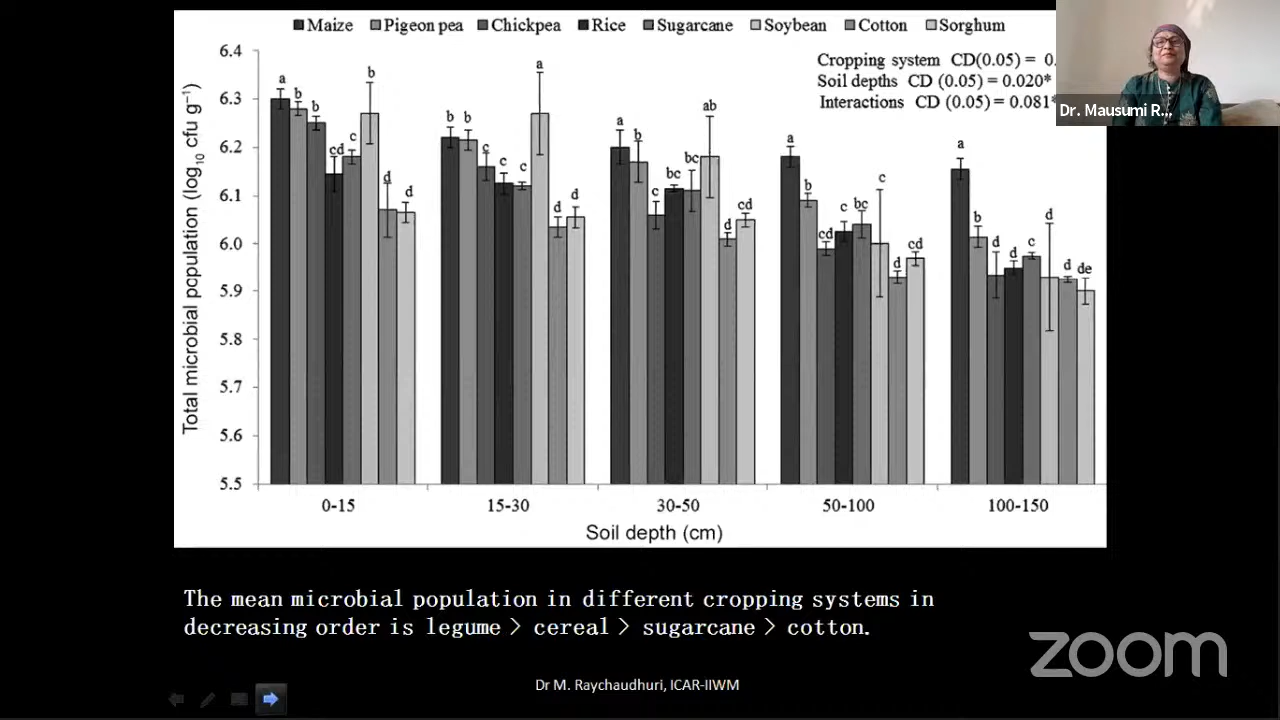 Maize Pigeon pea Chickpea Rice Sugarcane Soybean Cotton Sorghum
Cropping system CD(0.05) = 0.
Soil depths CD (0.05) = 0.020*
Interactions CD (0.05) = 0.081*
Dr. Mausumi R...
Total microbial population (log10 cfu g⁻¹)
6.4
6.3
6.2
6.1
6.0
5.9
5.8
5.7
5.6
5.5
a b b cd c b d d
b b c c c a d d
a b c bc bc ab d cd
a b cd c bc c d cd
a b d d c d d de
0-15 15-30 30-50 50-100 100-150
Soil depth (cm)
The mean microbial population in different cropping systems in
decreasing order is legume > cereal > sugarcane > cotton.
Dr M. Raychaudhuri, ICAR-IIWM
zoom